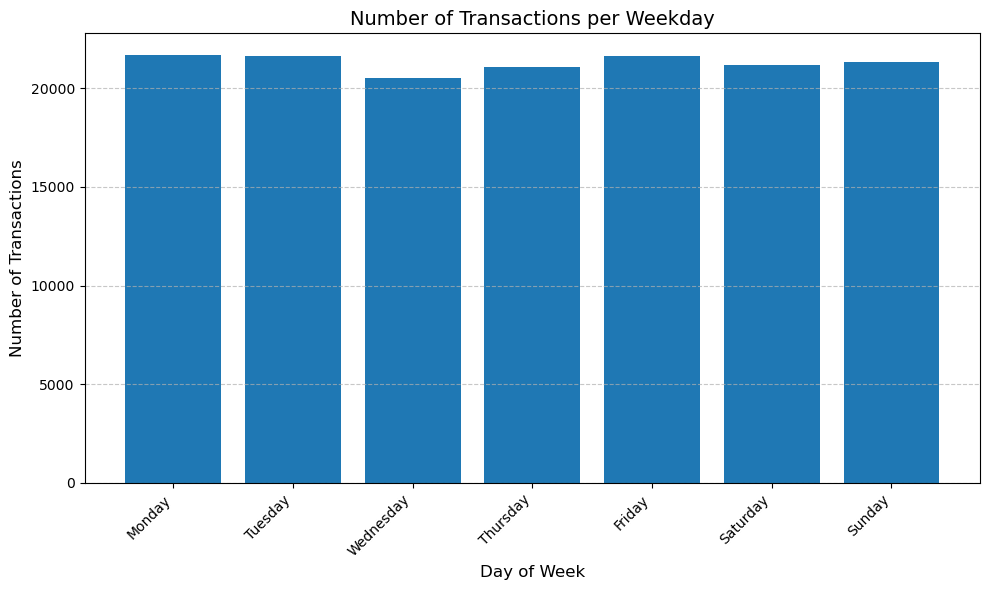 Number of Transactions per Weekday
Number of Transactions
20000
15000
10000
5000
0
Monday
Tuesday
Wednesday
Thursday
Friday
Saturday
Sunday
Day of Week